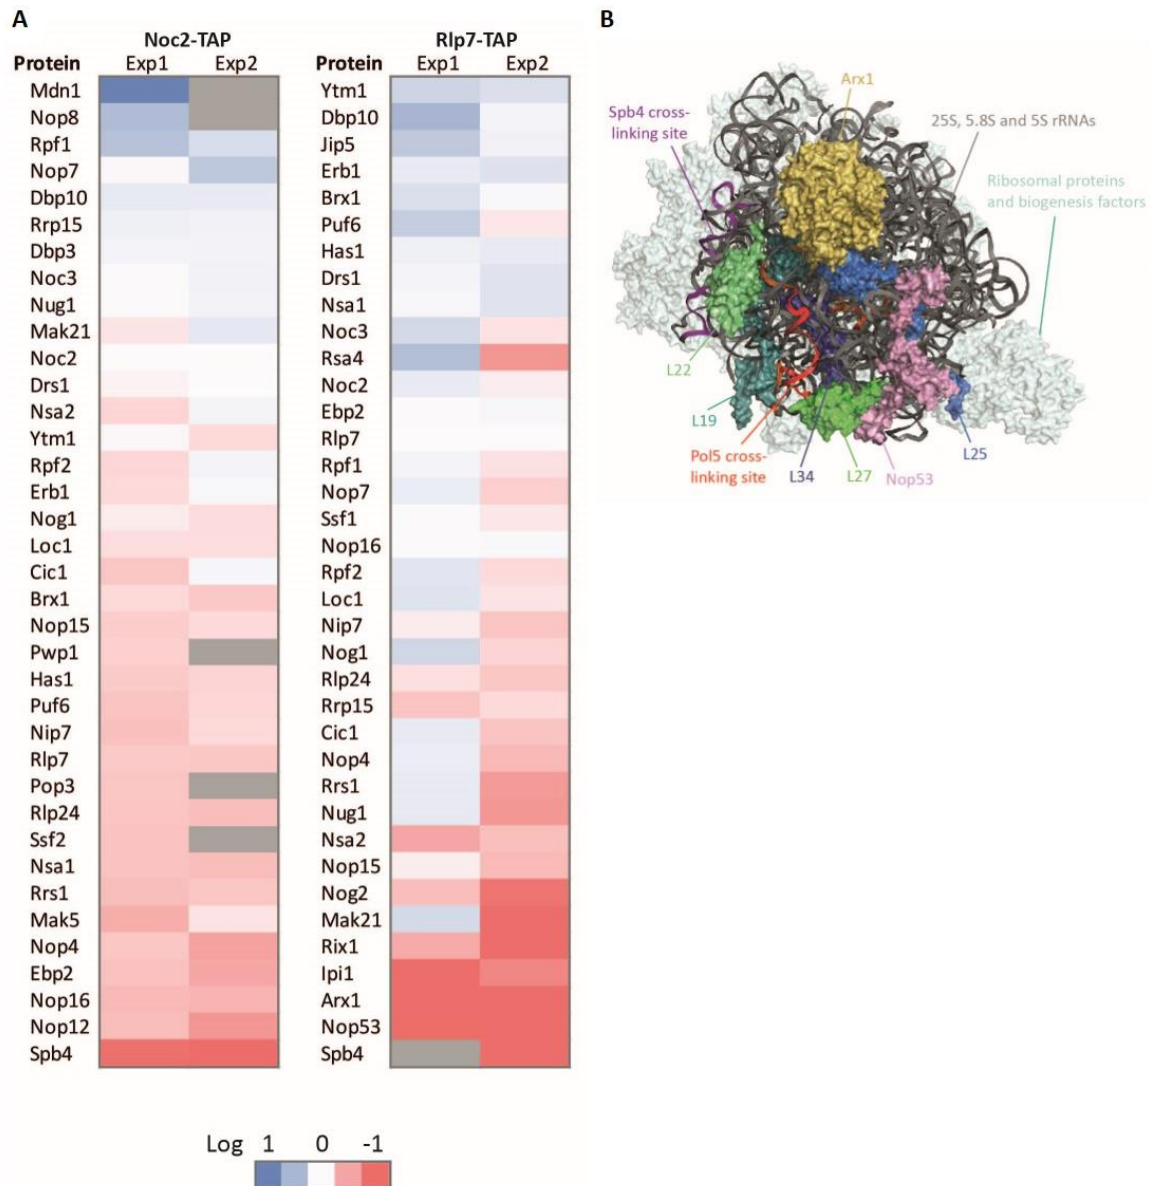 A
Noc2-TAP
Protein Exp1 Exp2
Mdn1
Nop8
Rpf1
Nop7
Dbp10
Rrp15
Dbp3
Noc3
Nug1
Mak21
Noc2
Drs1
Nsa2
Ytm1
Rpf2
Erb1
Nog1
Loc1
Cic1
Brx1
Nop15
Pwp1
Has1
Puf6
Nip7
Rlp7
Pop3
Rlp24
Ssf2
Nsa1
Rrs1
Mak5
Nop4
Ebp2
Nop16
Nop12
Spb4
Rlp7-TAP
Protein Exp1 Exp2
Ytm1
Dbp10
Jip5
Erb1
Brx1
Puf6
Has1
Drs1
Nsa1
Noc3
Rsa4
Noc2
Ebp2
Rlp7
Rpf1
Nop7
Ssf1
Nop16
Rpf2
Loc1
Nip7
Nog1
Rlp24
Rrp15
Cic1
Nop4
Rrs1
Nug1
Nsa2
Nop15
Nog2
Mak21
Rix1
Ipi1
Arx1
Nop53
Spb4
Log 1 0 -1
B
Arx1
Spb4 cross-
linking site
25S, 5.8S and 5S rRNAs
Ribosomal proteins
and biogenesis factors
L22
L19
Pol5 cross-
linking site
L34
L27
Nop53
L25